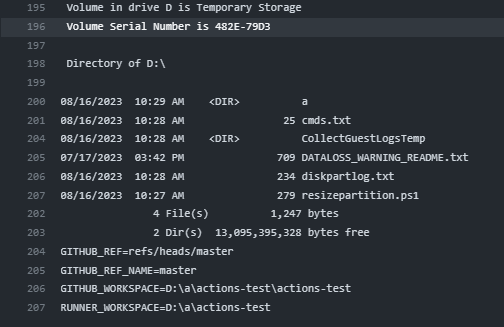 195 Volume in drive D is Temporary Storage
196 Volume Serial Number is 482E-79D3
197
198 Directory of D:\
199
200 08/16/2023 10:29 AM <DIR> a
201 08/16/2023 10:28 AM 25 cmds.txt
204 08/16/2023 10:28 AM <DIR> CollectGuestLogsTemp
205 07/17/2023 03:42 PM 709 DATALOSS_WARNING_README.txt
206 08/16/2023 10:28 AM 234 diskpartlog.txt
207 08/16/2023 10:27 AM 279 resizepartition.ps1
202 4 File(s) 1,247 bytes
203 2 Dir(s) 13,095,395,328 bytes free
204 GITHUB_REF=refs/heads/master
205 GITHUB_REF_NAME=master
206 GITHUB_WORKSPACE=D:\a\actions-test\actions-test
207 RUNNER_WORKSPACE=D:\a\actions-test